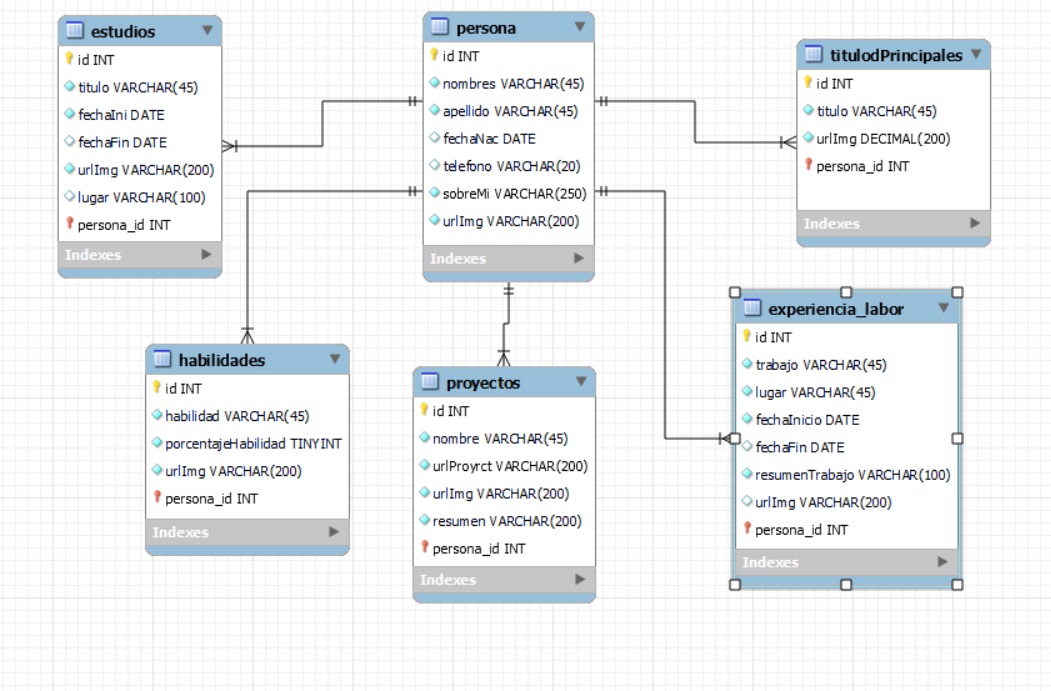 estudios
id INT
titulo VARCHAR(45)
fechaIni DATE
fechaFin DATE
urlImg VARCHAR(200)
lugar VARCHAR(100)
persona_id INT
Indexes
persona
id INT
nombres VARCHAR(45)
apellido VARCHAR(45)
fechaNac DATE
telefono VARCHAR(20)
sobreMi VARCHAR(250)
urlImg VARCHAR(200)
Indexes
titulodPrincipales
id INT
titulo VARCHAR(45)
urlImg DECIMAL(200)
persona_id INT
Indexes
habilidades
id INT
habilidad VARCHAR(45)
porcentajeHabilidad TINYINT
urlImg VARCHAR(200)
persona_id INT
Indexes
proyectos
id INT
nombre VARCHAR(45)
urlProyrct VARCHAR(200)
urlImg VARCHAR(200)
resumen VARCHAR(200)
persona_id INT
Indexes
experiencia_labor
id INT
trabajo VARCHAR(45)
lugar VARCHAR(45)
fechaInicio DATE
fechaFin DATE
resumenTrabajo VARCHAR(100)
urlImg VARCHAR(200)
persona_id INT
Indexes